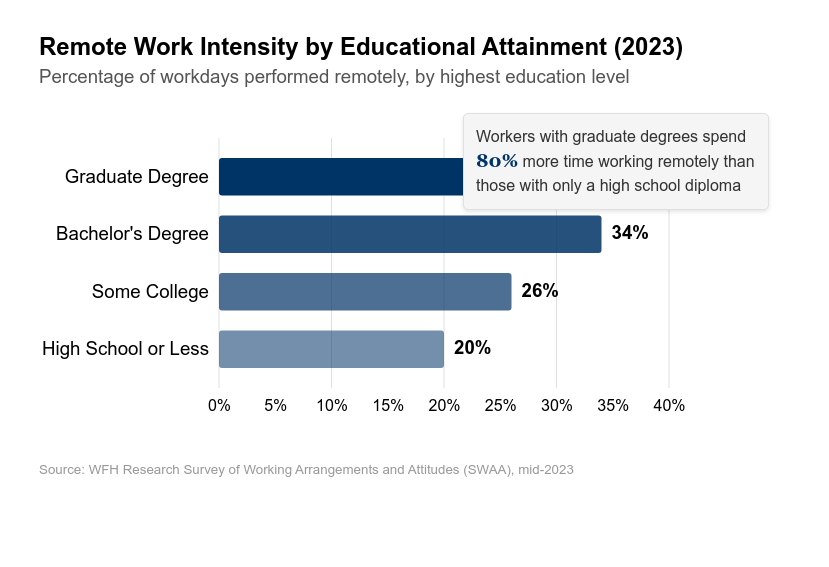 Remote Work Intensity by Educational Attainment (2023)
Percentage of workdays performed remotely, by highest education level
Workers with graduate degrees spend
80% more time working remotely than
those with only a high school diploma
Graduate Degree
Bachelor's Degree
34%
Some College
26%
High School or Less
20%
0% 5% 10% 15% 20% 25% 30% 35% 40%
Source: WFH Research Survey of Working Arrangements and Attitudes (SWAA), mid-2023